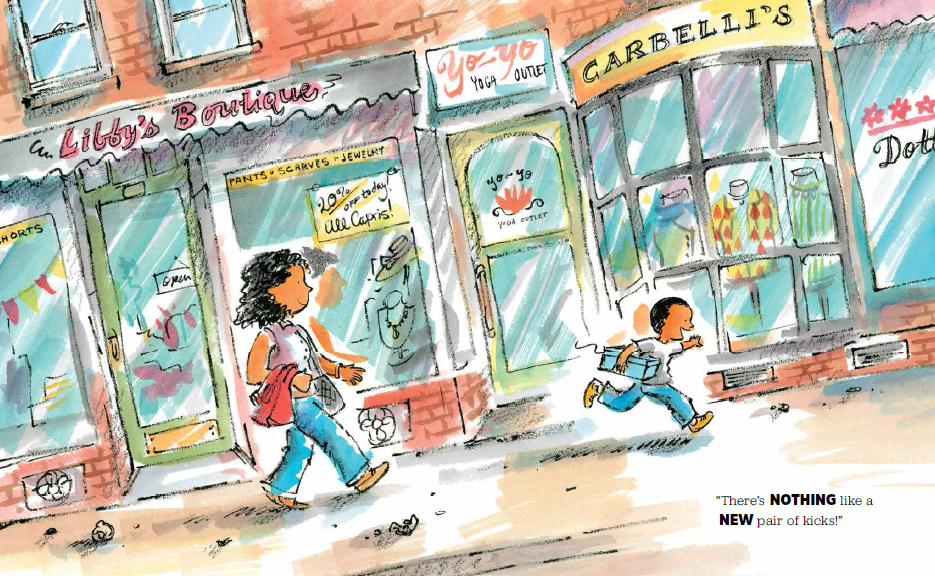 Libby's Boutique
PANTS • SCARVES • JEWELRY
20% OFF today!
All Capris!
SHORTS
Open
Yo-Yo
YOGA OUTLET
yo-yo
YOGA OUTLET
CARBELLI'S
Dott
"There's NOTHING like a
NEW pair of kicks!"